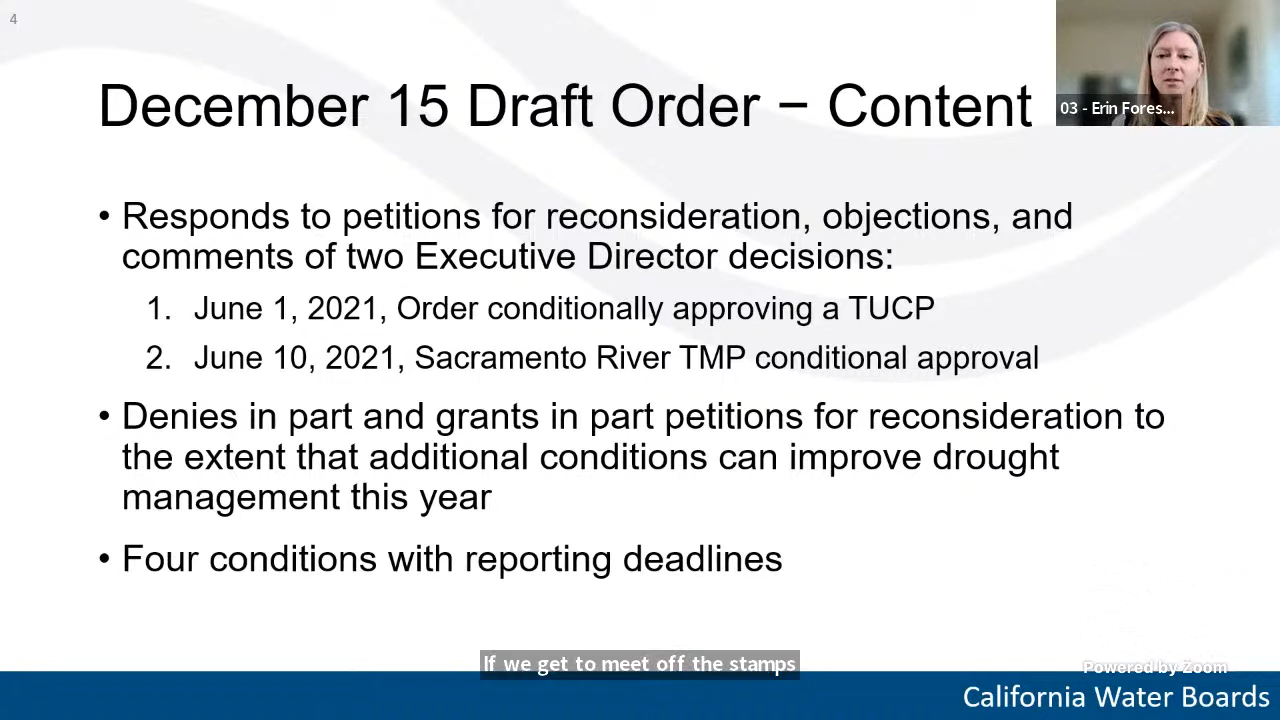 4
December 15 Draft Order – Content
03 - Erin Fores...
• Responds to petitions for reconsideration, objections, and
comments of two Executive Director decisions:
1. June 1, 2021, Order conditionally approving a TUCP
2. June 10, 2021, Sacramento River TMP conditional approval
• Denies in part and grants in part petitions for reconsideration to
the extent that additional conditions can improve drought
management this year
• Four conditions with reporting deadlines
If we get to meet off the stamps
Powered by Zoom
California Water Boards